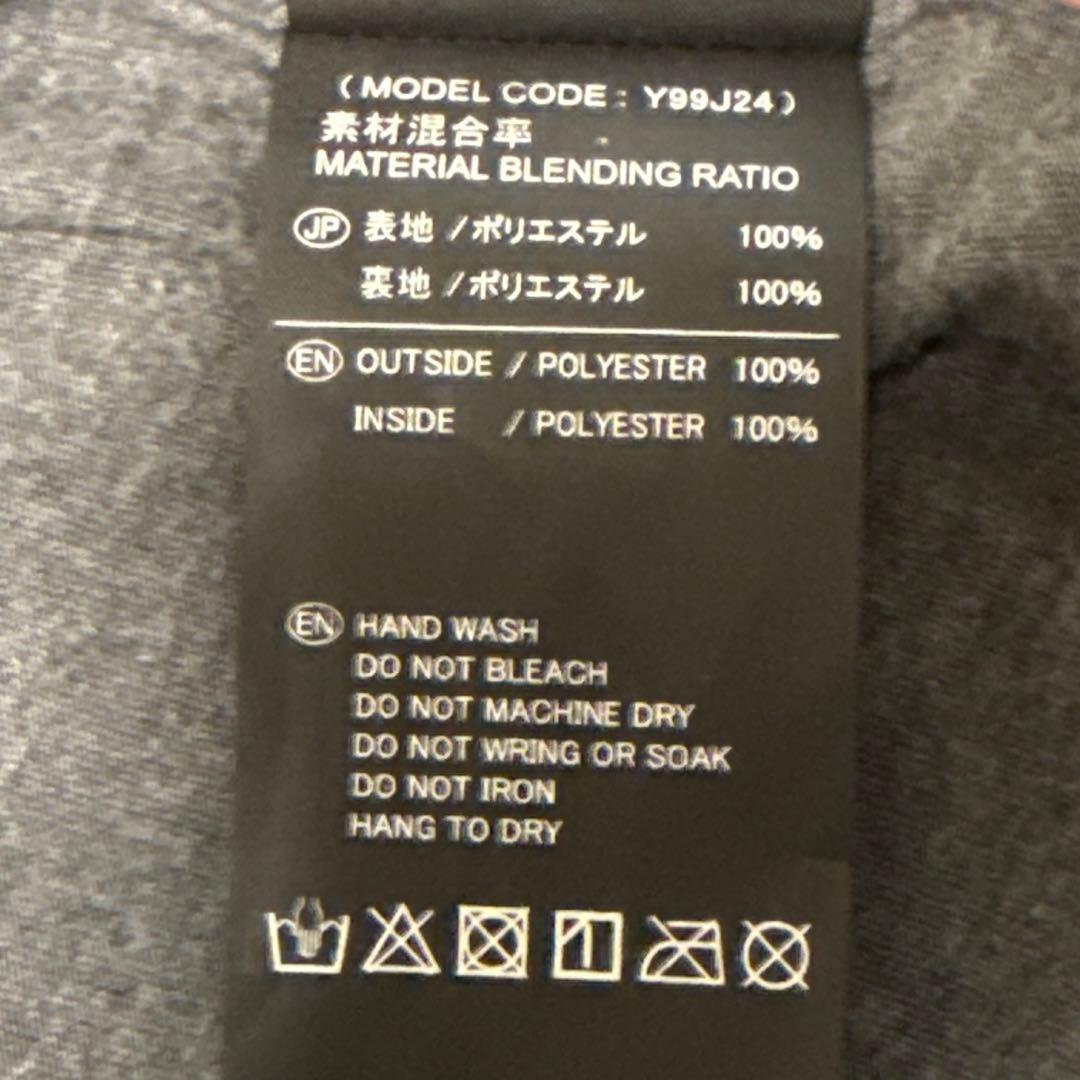 (MODEL CODE : Y99J24)
素材混合率
MATERIAL BLENDING RATIO
JP 表地 / ポリエステル 100%
裏地 / ポリエステル 100%
EN OUTSIDE / POLYESTER 100%
INSIDE / POLYESTER 100%
EN HAND WASH
DO NOT BLEACH
DO NOT MACHINE DRY
DO NOT WRING OR SOAK
DO NOT IRON
HANG TO DRY